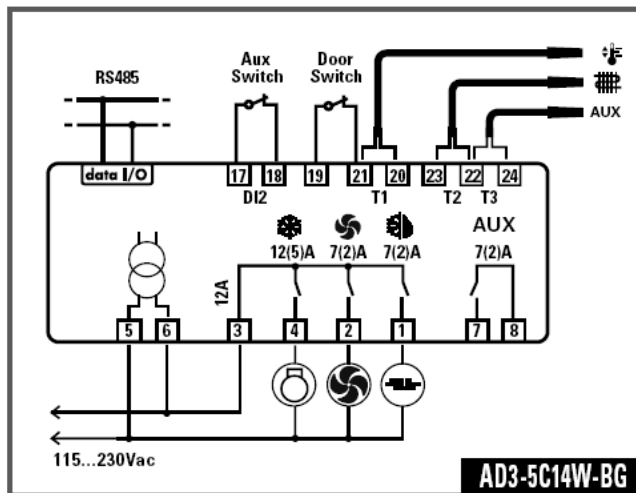 RS485
Aux Switch
Door Switch
AUX
data I/O
17 18 19 21 20 23 22 24
DI2 T1 T2 T3
AUX
12(5)A 7(2)A 7(2)A 7(2)A
12A
5 6 3 4 2 1 7 8
115...230Vac
AD3-5C14W-BG